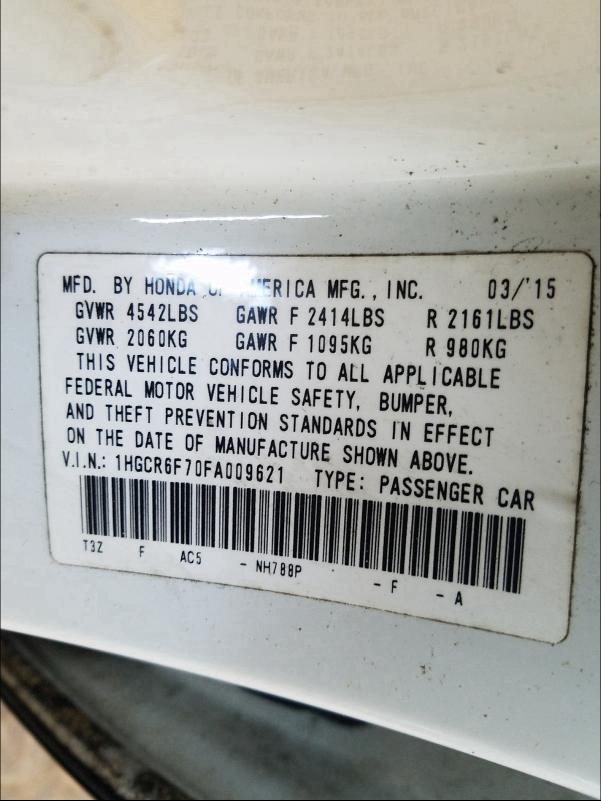 MFD. BY HONDA OF AMERICA MFG., INC. 03/'15
GVWR 4542LBS GAWR F 2414LBS R 2161LBS
GVWR 2060KG GAWR F 1095KG R 980KG
THIS VEHICLE CONFORMS TO ALL APPLICABLE
FEDERAL MOTOR VEHICLE SAFETY, BUMPER,
AND THEFT PREVENTION STANDARDS IN EFFECT
ON THE DATE OF MANUFACTURE SHOWN ABOVE.
V.I.N.: 1HGCR6F70FA009621 TYPE: PASSENGER CAR
T3Z F AC5 - NH788P - F - A